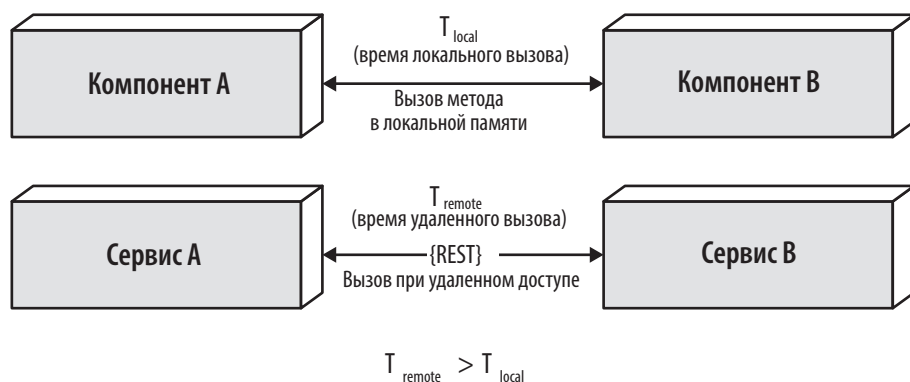 T local
(время локального вызова)
Компонент A
Компонент B
Вызов метода
в локальной памяти
T remote
(время удаленного вызова)
Сервис A
{REST}
Сервис B
Вызов при удаленном доступе
T remote > T local